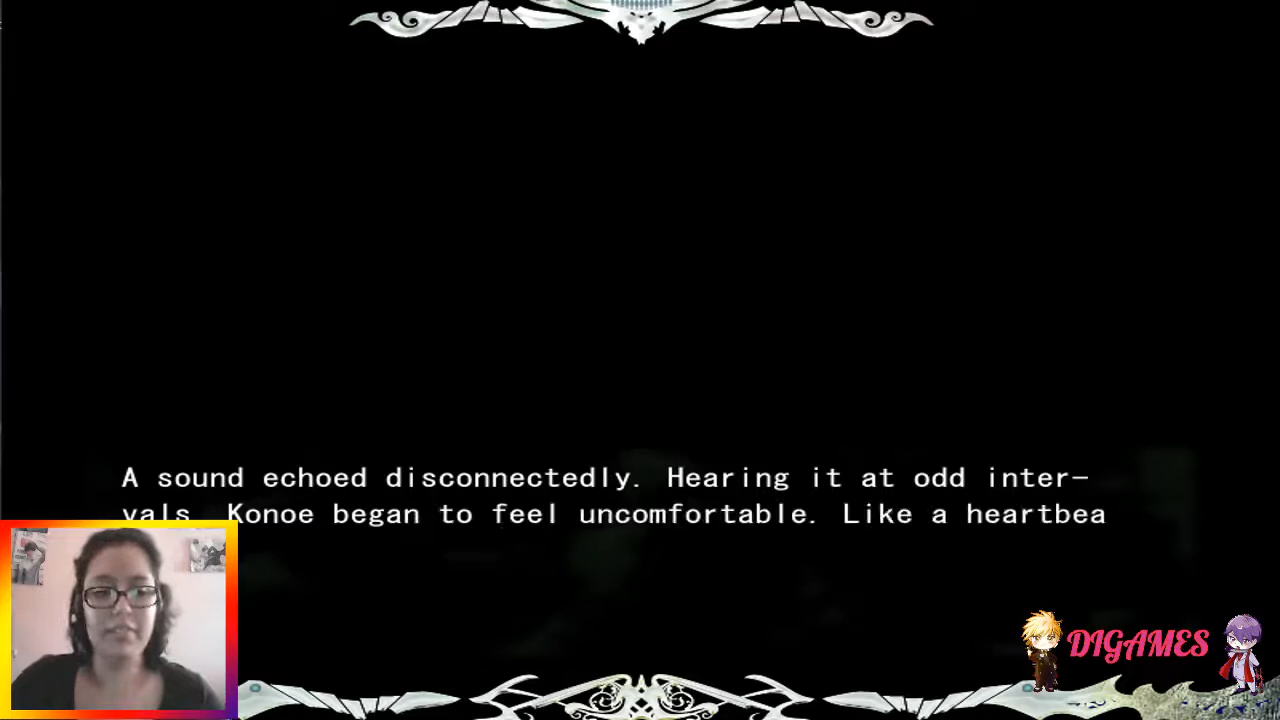 A sound echoed disconnectedly. Hearing it at odd inter-
vals, Konoe began to feel uncomfortable. Like a heartbea
DIGAMES